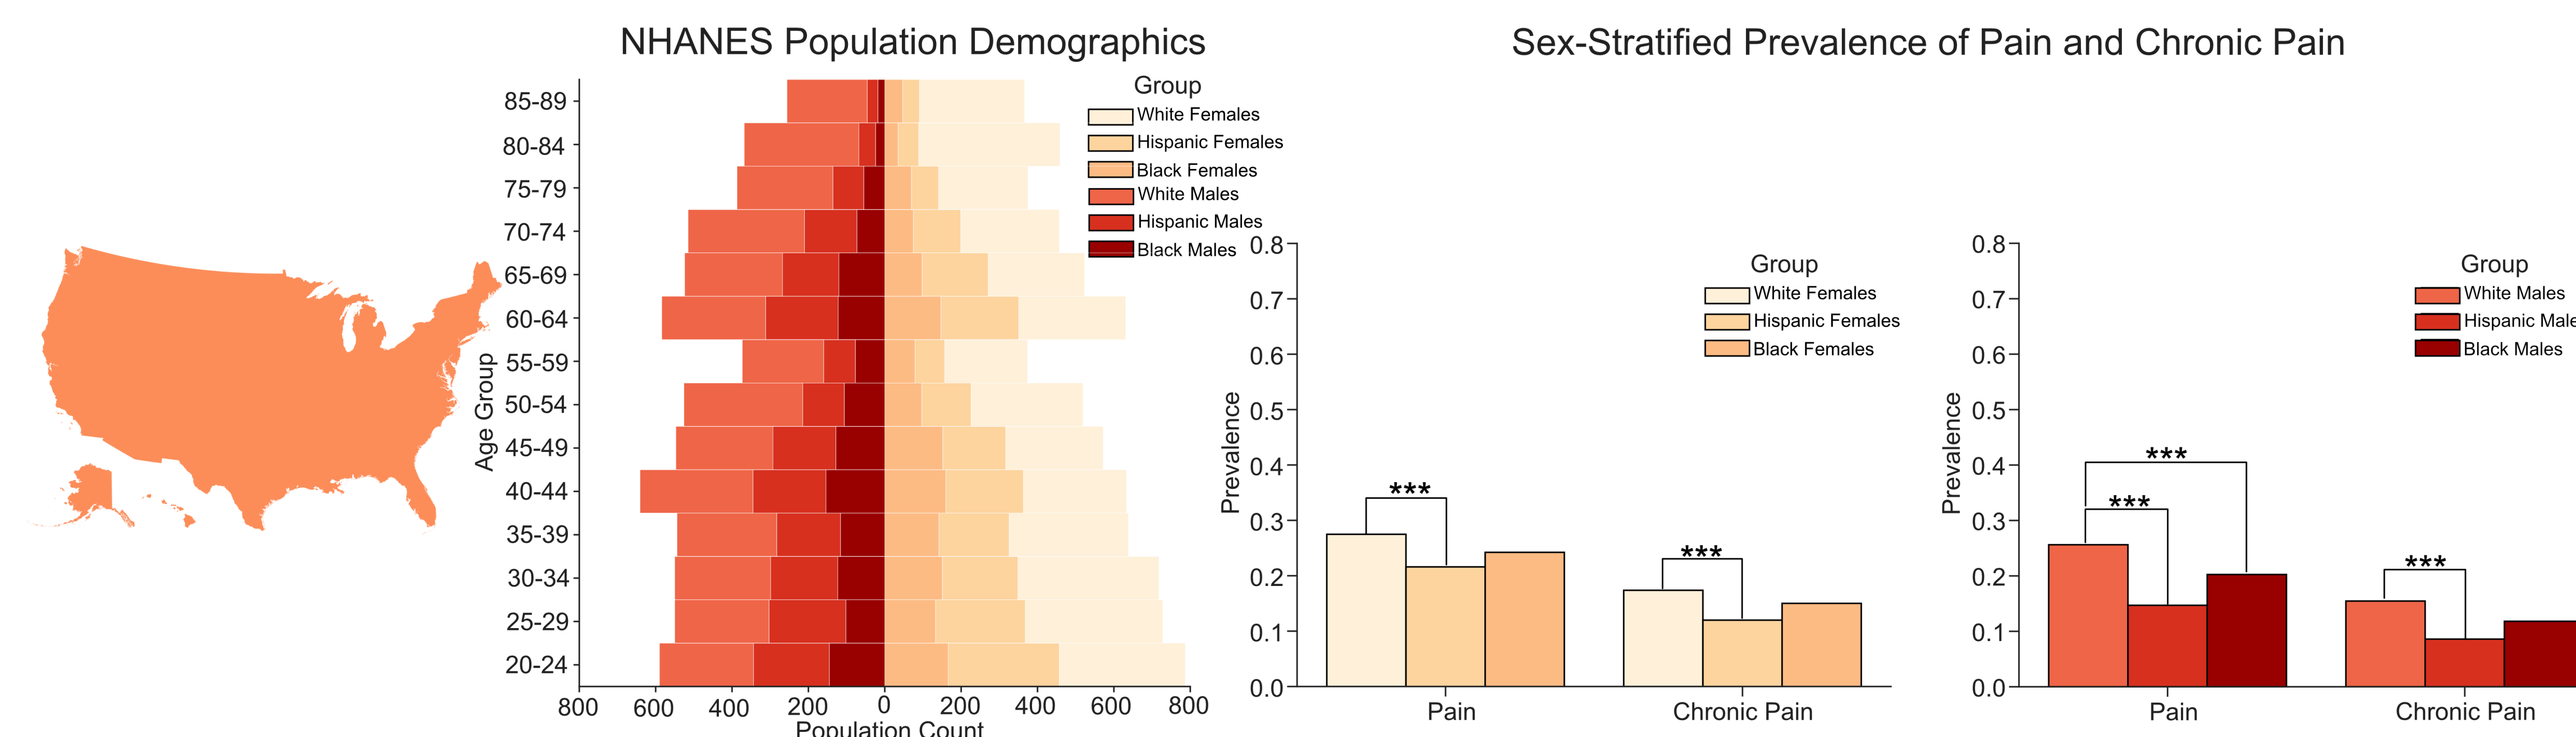 NHANES Population Demographics
Age Group
85-89
80-84
75-79
70-74
65-69
60-64
55-59
50-54
45-49
40-44
35-39
30-34
25-29
20-24
800 600 400 200 0 200 400 600 800
Population Count
Group
White Females
Hispanic Females
Black Females
White Males
Hispanic Males
Black Males
Sex-Stratified Prevalence of Pain and Chronic Pain
Prevalence
0.8
0.7
0.6
0.5
0.4
0.3
0.2
0.1
0.0
***
***
Pain Chronic Pain
Group
White Females
Hispanic Females
Black Females
Prevalence
0.8
0.7
0.6
0.5
0.4
0.3
0.2
0.1
0.0
***
***
***
Pain Chronic Pain
Group
White Males
Hispanic Male
Black Males